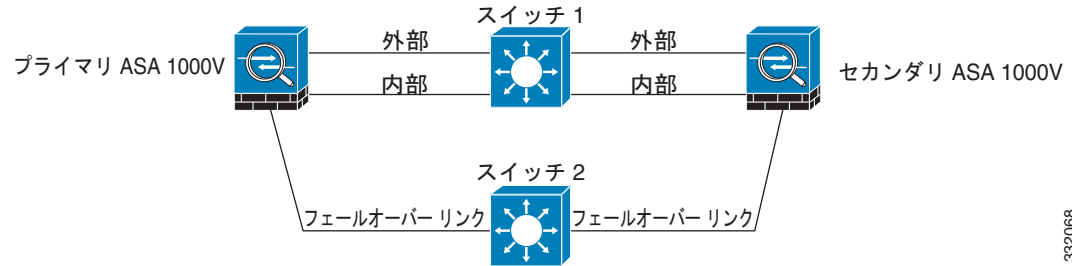 スイッチ 1
外部
外部
プライマリ ASA 1000V
セカンダリ ASA 1000V
内部
内部
スイッチ 2
フェールオーバー リンク
フェールオーバー リンク
332068